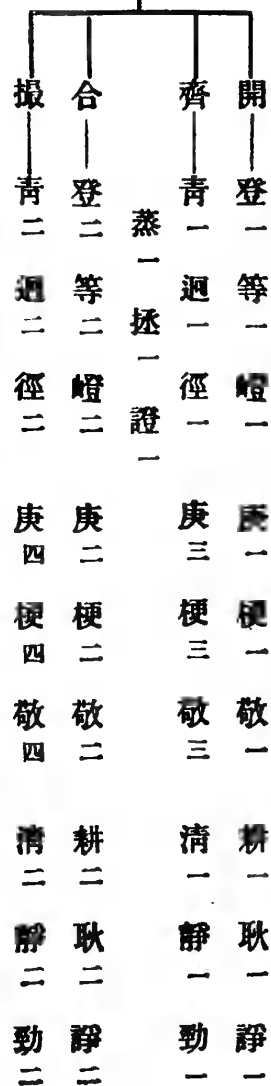 開 登一 等一 嶝一 庚一 梗一 敬一 耕一 耿一 諍一
齊 青一 迥一 徑一 庚三 梗三 敬三 清一 靜一 勁一
蒸一 拯一 證一
合 登二 等二 嶝二 庚二 梗二 敬二 耕二 耿二 諍二
撮 青二 迥二 徑二 庚四 梗四 敬四 清二 靜二 勁二